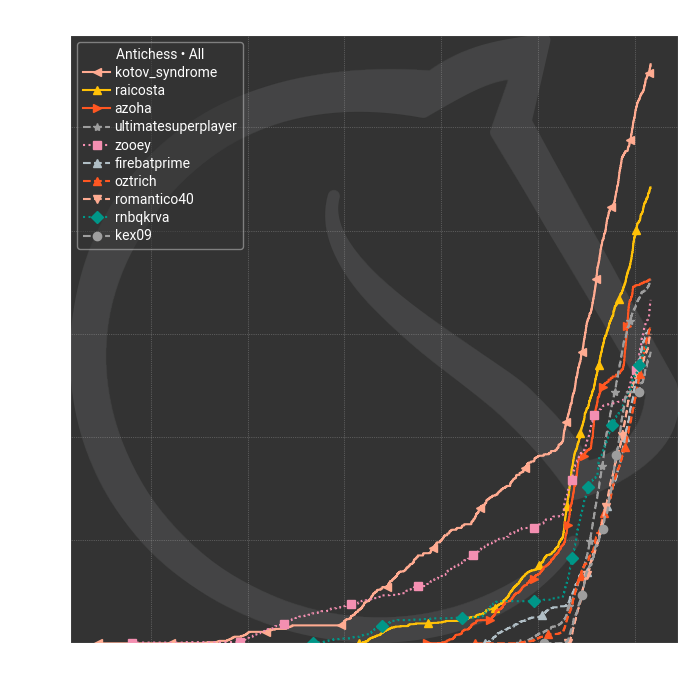 Antichess • All
kotov_syndrome
raicosta
azoha
ultimatesuperplayer
zooey
firebatprime
oztrich
romantico40
rnbqkrva
kex09